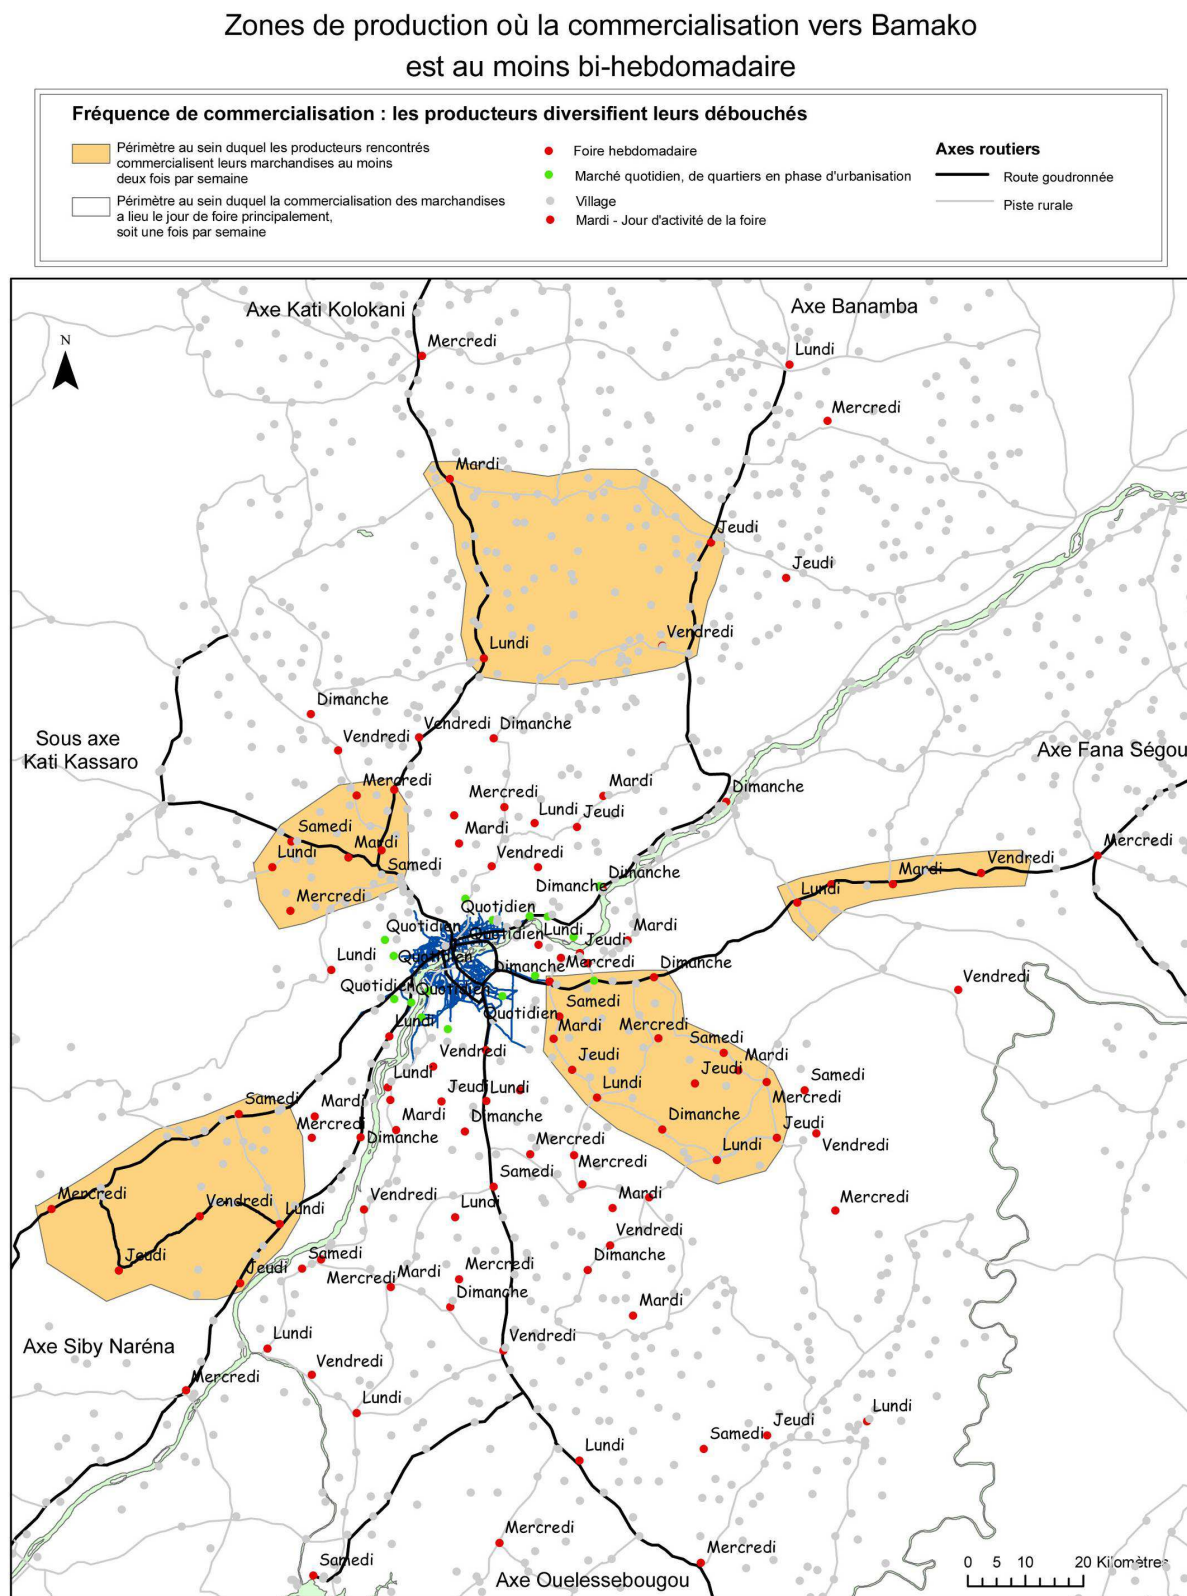 Zones de production où la commercialisation vers Bamako
est au moins bi-hebdomadaire
Fréquence de commercialisation : les producteurs diversifient leurs débouchés
Périmètre au sein duquel les producteurs rencontrés
commercialisent leurs marchandises au moins
deux fois par semaine
Périmètre au sein duquel la commercialisation des marchandises
a lieu le jour de foire principalement,
soit une fois par semaine
Foire hebdomadaire
Marché quotidien, de quartiers en phase d'urbanisation
Village
Mardi - Jour d'activité de la foire
Axes routiers
Route goudronnée
Piste rurale
Axe Kati Kolokani
Axe Banamba
N
Mercredi
Lundi
Mercredi
Mardi
Jeudi
Jeudi
Vendredi
Lundi
Dimanche
Vendredi
Vendredi
Dimanche
Sous axe
Kati Kassaro
Axe Fana Ségou
Mercredi
Mardi
Dimanche
Mercredi
Lundi
Jeudi
Samedi
Mardi
Mardi
Mercredi
Lundi
Samedi
Vendredi
Mardi
Vendredi
Dimanche
Dimanche
Lundi
Mercredi
Quotidien
Quotidien
Quotidien
Lundi
Mardi
Jeudi
Lundi
Quotidien
Dimanche
Mercredi
Dimanche
Vendredi
Quotidien
Quotidien
Samedi
Quotidien
Lundi
Mardi
Mercredi
Samedi
Vendredi
Jeudi
Mardi
Lundi
Lundi
Jeudi
Samedi
Jeudi
Lundi
Mercredi
Samedi
Mardi
Mardi
Dimanche
Dimanche
Jeudi
Mercredi
Dimanche
Mercredi
Lundi
Vendredi
Mercredi
Samedi
Mardi
Mercredi
Mercredi
Vendredi
Lundi
Vendredi
Lundi
Vendredi
Jeudi
Samedi
Dimanche
Jeudi
Mercredi
Mardi
Mercredi
Dimanche
Mardi
Axe Siby Naréna
Lundi
Vendredi
Vendredi
Mercredi
Lundi
Lundi
Jeudi
Samedi
Lundi
Mercredi
Mercredi
Samedi
Axe Ouelessebougou
0 5 10 20 Kilomètres